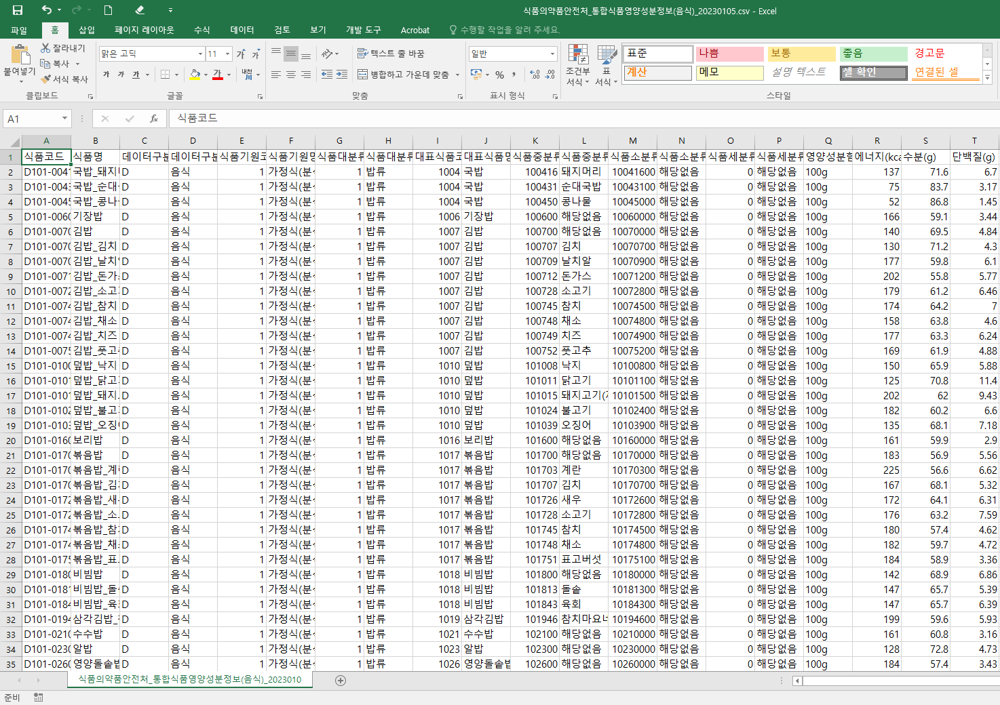 식품의약품안전처_통합식품영양성분정보(음식)_20230105.csv - Excel
파일 홈 삽입 페이지 레이아웃 수식 데이터 검토 보기 개발 도구 Acrobat 수행할 작업을 알려 주세요.
붙여넣기 잘라내기 복사 서식 복사 클립보드
맑은 고딕 11 가 가 가 가 가 가 내천 글꼴
텍스트 줄 바꿈 병합하고 가운데 맞춤 맞춤
일반 % , .00 .00 표시 형식
조건부 서식 표 서식
표준 나쁨 보통 좋음 경고문
계산 메모 설명 텍스트 셀 확인 연결된 셀
스타일
A1 fx 식품코드
A B C D E F G H I J K L M N O P Q R S T
1 식품코드 식품명 데이터구분 데이터구분 식품기원코 식품기원명 식품대분류 식품대분류 대표식품코 대표식품명 식품중분류 식품중분류 식품소분류 식품소분류 식품세분류 식품세분류 영양성분함 에너지(kca 수분(g) 단백질(g)
2 D101-004 국밥_돼지 D 음식 1 가정식(분 1 밥류 1004 국밥 100416 돼지머리 10041600 해당없음 0 해당없음 100g 137 71.6 6.7
3 D101-0043 국밥_순대 D 음식 1 가정식(분 1 밥류 1004 국밥 100431 순대국밥 10043100 해당없음 0 해당없음 100g 75 83.7 3.17
4 D101-0045 국밥_콩나 D 음식 1 가정식(분 1 밥류 1004 국밥 100450 콩나물 10045000 해당없음 0 해당없음 100g 52 86.8 1.45
5 D101-0060 기장밥 D 음식 1 가정식(분 1 밥류 1006 기장밥 100600 해당없음 10060000 해당없음 0 해당없음 100g 166 59.1 3.44
6 D101-0070 김밥 D 음식 1 가정식(분 1 밥류 1007 김밥 100700 해당없음 10070000 해당없음 0 해당없음 100g 140 69.5 4.84
7 D101-0070 김밥_김치 D 음식 1 가정식(분 1 밥류 1007 김밥 100707 김치 10070700 해당없음 0 해당없음 100g 130 71.2 4.3
8 D101-0070 김밥_날치 D 음식 1 가정식(분 1 밥류 1007 김밥 100709 날치알 10070900 해당없음 0 해당없음 100g 177 59.8 6.1
9 D101-0071 김밥_돈가 D 음식 1 가정식(분 1 밥류 1007 김밥 100712 돈가스 10071200 해당없음 0 해당없음 100g 202 55.8 5.77
10 D101-0072 김밥_소고 D 음식 1 가정식(분 1 밥류 1007 김밥 100728 소고기 10072800 해당없음 0 해당없음 100g 179 61.2 6.46
11 D101-0074 김밥_참치 D 음식 1 가정식(분 1 밥류 1007 김밥 100745 참치 10074500 해당없음 0 해당없음 100g 174 64.2 7
12 D101-0074 김밥_채소 D 음식 1 가정식(분 1 밥류 1007 김밥 100748 채소 10074800 해당없음 0 해당없음 100g 158 63.8 4.6
13 D101-0074 김밥_치즈 D 음식 1 가정식(분 1 밥류 1007 김밥 100749 치즈 10074900 해당없음 0 해당없음 100g 177 63.3 6.24
14 D101-0075 김밥_풋고 D 음식 1 가정식(분 1 밥류 1007 김밥 100752 풋고추 10075200 해당없음 0 해당없음 100g 169 61.9 4.88
15 D101-0100 덮밥_낙지 D 음식 1 가정식(분 1 밥류 1010 덮밥 101008 낙지 10100800 해당없음 0 해당없음 100g 150 65.9 5.88
16 D101-0101 덮밥_닭고 D 음식 1 가정식(분 1 밥류 1010 덮밥 101011 닭고기 10101100 해당없음 0 해당없음 100g 125 70.8 11.4
17 D101-0101 덮밥_돼지 D 음식 1 가정식(분 1 밥류 1010 덮밥 101015 돼지고기( 10101500 해당없음 0 해당없음 100g 202 62 9.43
18 D101-0102 덮밥_불고 D 음식 1 가정식(분 1 밥류 1010 덮밥 101024 불고기 10102400 해당없음 0 해당없음 100g 182 60.2 6.6
19 D101-0103 덮밥_오징 D 음식 1 가정식(분 1 밥류 1010 덮밥 101039 오징어 10103900 해당없음 0 해당없음 100g 135 68.1 7.18
20 D101-0160 보리밥 D 음식 1 가정식(분 1 밥류 1016 보리밥 101600 해당없음 10160000 해당없음 0 해당없음 100g 161 59.9 2.9
21 D101-0170 볶음밥 D 음식 1 가정식(분 1 밥류 1017 볶음밥 101700 해당없음 10170000 해당없음 0 해당없음 100g 183 56.9 5.56
22 D101-0170 볶음밥_계란 D 음식 1 가정식(분 1 밥류 1017 볶음밥 101703 계란 10170300 해당없음 0 해당없음 100g 225 56.6 6.62
23 D101-0170 볶음밥_김 D 음식 1 가정식(분 1 밥류 1017 볶음밥 101707 김치 10170700 해당없음 0 해당없음 100g 167 68.1 5.32
24 D101-0172 볶음밥_새 D 음식 1 가정식(분 1 밥류 1017 볶음밥 101726 새우 10172600 해당없음 0 해당없음 100g 172 64.1 6.31
25 D101-0172 볶음밥_소 D 음식 1 가정식(분 1 밥류 1017 볶음밥 101728 소고기 10172800 해당없음 0 해당없음 100g 176 63.2 7.59
26 D101-0174 볶음밥_참 D 음식 1 가정식(분 1 밥류 1017 볶음밥 101745 참치 10174500 해당없음 0 해당없음 100g 180 57.4 4.62
27 D101-0174 볶음밥_채 D 음식 1 가정식(분 1 밥류 1017 볶음밥 101748 채소 10174800 해당없음 0 해당없음 100g 182 59.7 4.72
28 D101-0175 볶음밥_표 D 음식 1 가정식(분 1 밥류 1017 볶음밥 101751 표고버섯 10175100 해당없음 0 해당없음 100g 184 58.9 3.36
29 D101-0180 비빔밥 D 음식 1 가정식(분 1 밥류 1018 비빔밥 101800 해당없음 10180000 해당없음 0 해당없음 100g 142 68.9 6.86
30 D101-0181 비빔밥_돌 D 음식 1 가정식(분 1 밥류 1018 비빔밥 101813 돌솥 10181300 해당없음 0 해당없음 100g 147 65.7 5.39
31 D101-0184 비빔밥_육 D 음식 1 가정식(분 1 밥류 1018 비빔밥 101843 육회 10184300 해당없음 0 해당없음 100g 147 65.7 6.39
32 D101-0194 삼각김밥_ D 음식 1 가정식(분 1 밥류 1019 삼각김밥 101946 참치마요 10194600 해당없음 0 해당없음 100g 199 59.6 5.93
33 D101-0210 수수밥 D 음식 1 가정식(분 1 밥류 1021 수수밥 102100 해당없음 10210000 해당없음 0 해당없음 100g 161 60.8 3.16
34 D101-0230 알밥 D 음식 1 가정식(분 1 밥류 1023 알밥 102300 해당없음 10230000 해당없음 0 해당없음 100g 128 72.8 4.73
35 D101-0260 영양돌솥밥 D 음식 1 가정식(분 1 밥류 1026 영양돌솥밥 102600 해당없음 10260000 해당없음 0 해당없음 100g 184 57.4 3.43
식품의약품안전처_통합식품영양성분정보(음식)_2023010
준비